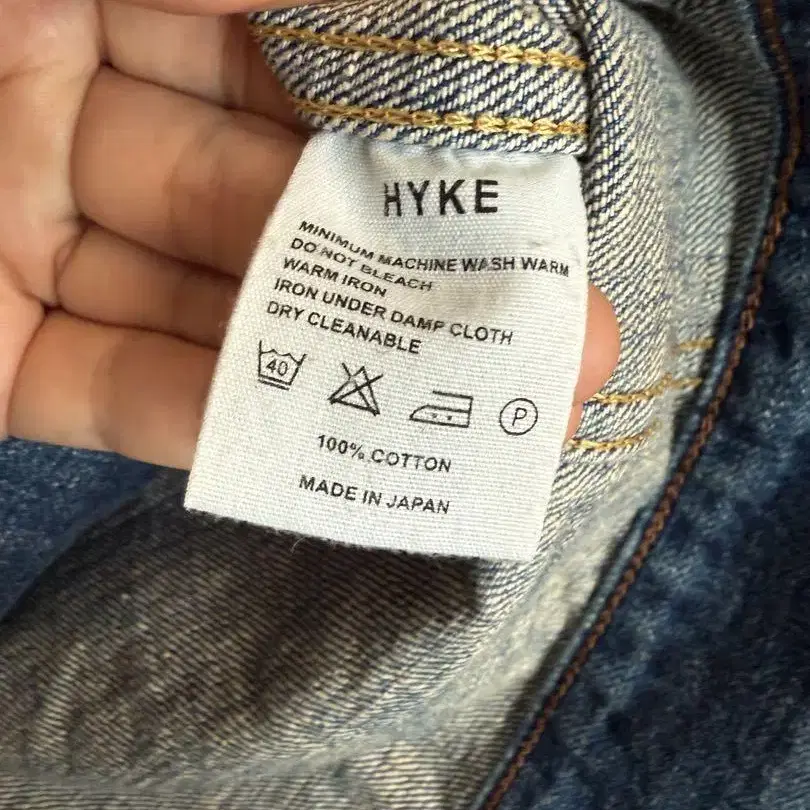 HYKE
MINIMUM MACHINE WASH WARM
DO NOT BLEACH
WARM IRON
IRON UNDER DAMP CLOTH
DRY CLEANABLE
40
P
100% COTTON
MADE IN JAPAN